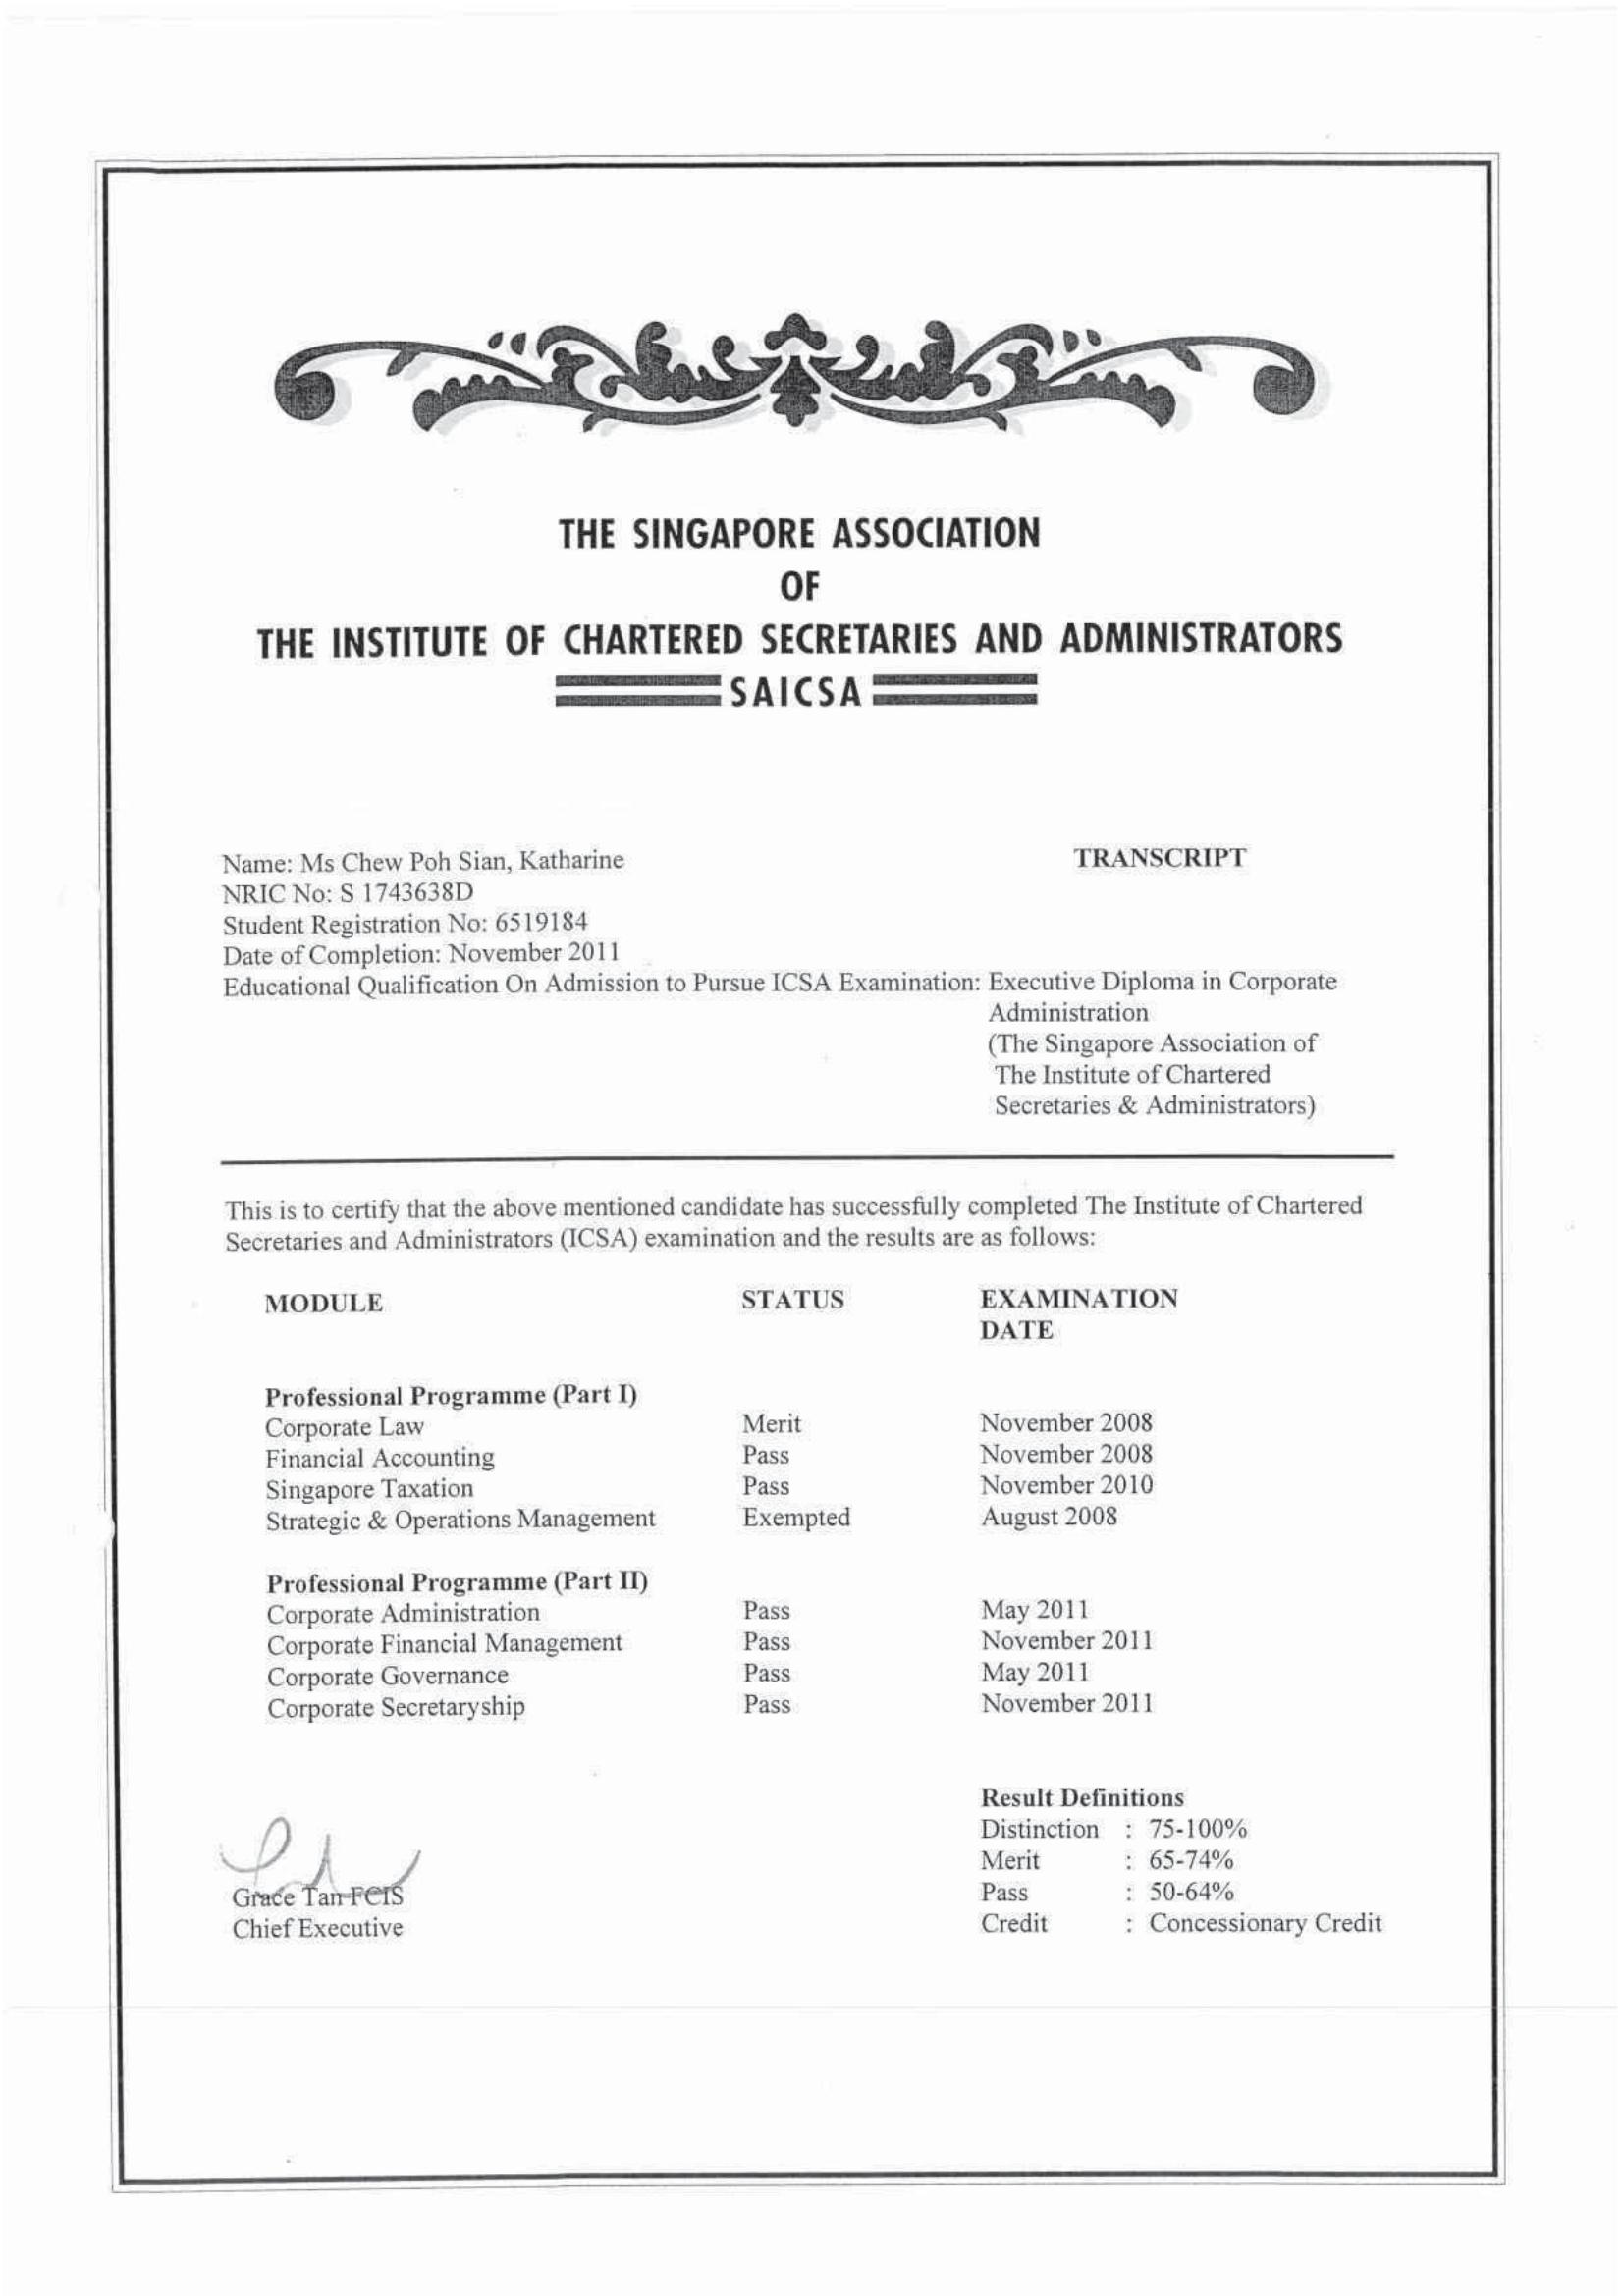 THE SINGAPORE ASSOCIATION
OF
THE INSTITUTE OF CHARTERED SECRETARIES AND ADMINISTRATORS
SAICSA
Name: Ms Chew Poh Sian, Katharine TRANSCRIPT
NRIC No: S 1743638D
Student Registration No: 6519184
Date of Completion: November 2011
Educational Qualification On Admission to Pursue ICSA Examination: Executive Diploma in Corporate
Administration
(The Singapore Association of
The Institute of Chartered
Secretaries & Administrators)
This is to certify that the above mentioned candidate has successfully completed The Institute of Chartered
Secretaries and Administrators (ICSA) examination and the results are as follows:
MODULE STATUS EXAMINATION
DATE
Professional Programme (Part I)
Corporate Law Merit November 2008
Financial Accounting Pass November 2008
Singapore Taxation Pass November 2010
Strategic & Operations Management Exempted August 2008
Professional Programme (Part II)
Corporate Administration Pass May 2011
Corporate Financial Management Pass November 2011
Corporate Governance Pass May 2011
Corporate Secretaryship Pass November 2011
Result Definitions
Distinction : 75-100%
Merit : 65-74%
Pass : 50-64%
Credit : Concessionary Credit
Grace Tan FCIS
Chief Executive